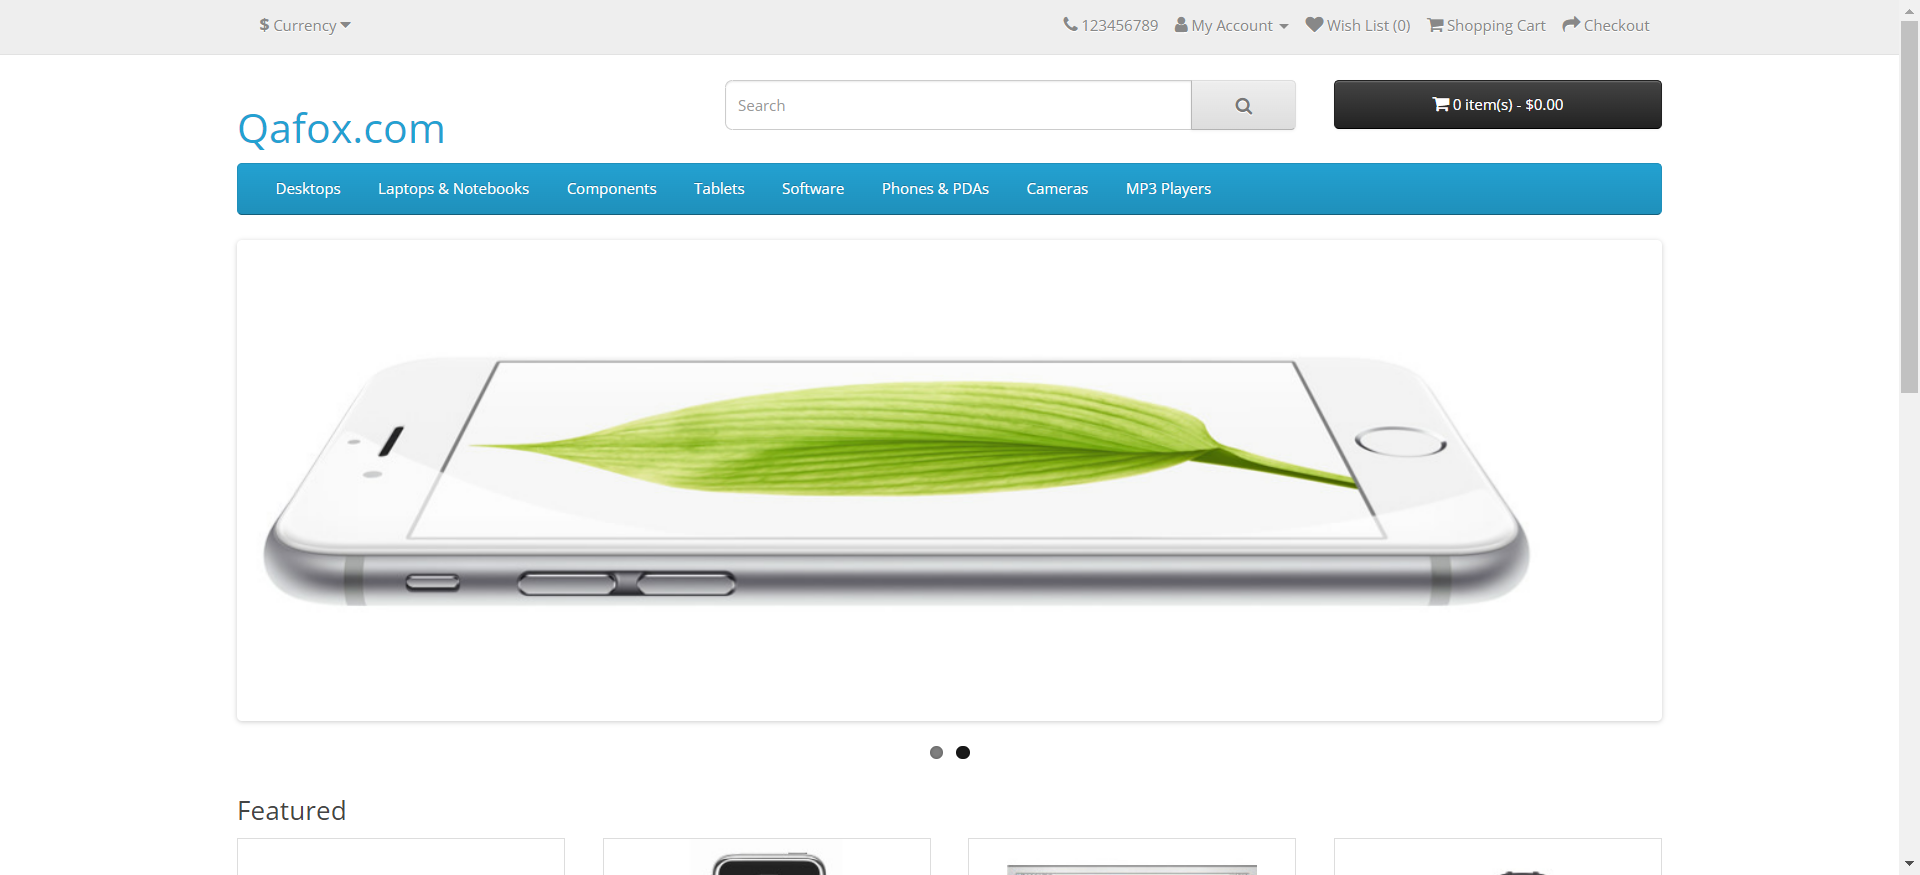 $ Currency
123456789 My Account Wish List (0) Shopping Cart Checkout
Search
0 item(s) - $0.00
Qafox.com
Desktops Laptops & Notebooks Components Tablets Software Phones & PDAs Cameras MP3 Players
Featured